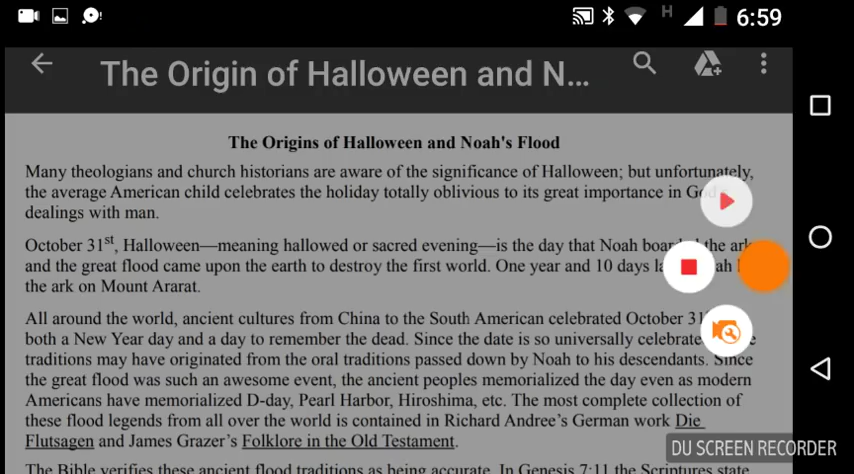 H 6:59
The Origin of Halloween and N...
The Origins of Halloween and Noah's Flood
Many theologians and church historians are aware of the significance of Halloween; but unfortunately,
the average American child celebrates the holiday totally oblivious to its great importance in God's
dealings with man.
October 31st, Halloween—meaning hallowed or sacred evening—is the day that Noah boarded the ark
and the great flood came upon the earth to destroy the first world. One year and 10 days
the ark on Mount Ararat.
All around the world, ancient cultures from China to the South American celebrated October 31
both a New Year day and a day to remember the dead. Since the date is so universally celebrate
traditions may have originated from the oral traditions passed down by Noah to his descendants. Since
the great flood was such an awesome event, the ancient peoples memorialized the day even as modern
Americans have memorialized D-day, Pearl Harbor, Hiroshima, etc. The most complete collection of
these flood legends from all over the world is contained in Richard Andree's German work Die
Flutsagen and James Grazer's Folklore in the Old Testament.
The Bible verifies these ancient flood traditions as being accurate. In Genesis 7:11 the Scriptures state
DU SCREEN RECORDER